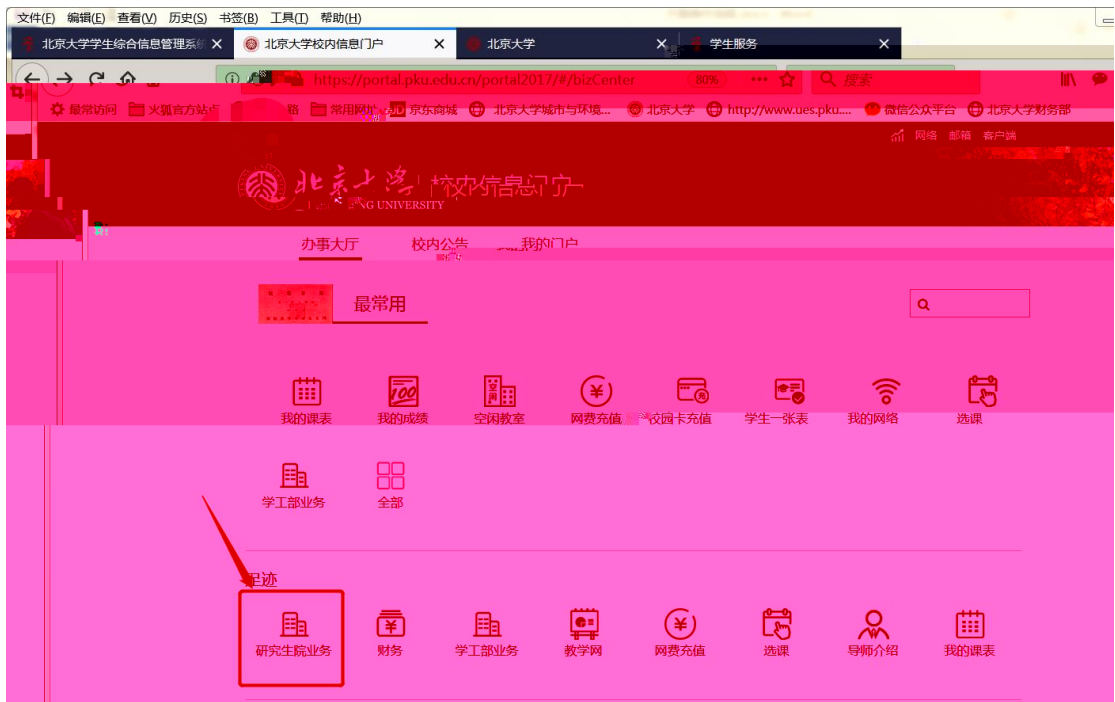 文件(F) 编辑(E) 查看(V) 历史(S) 书签(B) 工具(T) 帮助(H)
北京大学学生综合信息管理系统 北京大学校内信息门户 北京大学 学生服务
https://portal.pku.edu.cn/portal2017/#/bizCenter 80% 搜索
最常访问 火狐官方站点 常用网址 JD 京东商城 北京大学城市与环境... 北京大学 http://www.ues.pku.... 微信公众平台 北京大学财务部
网络 邮箱 客户端
北京大学 校内信息门户
NG UNIVERSITY
办事大厅 校内公告 我的门户
最常用
我的课表 我的成绩 空闲教室 网费充值 校园卡充值 学生一张表 我的网络 选课
学工部业务 全部
足迹
研究生院业务 财务 学工部业务 教学网 网费充值 选课 导师介绍 我的课表